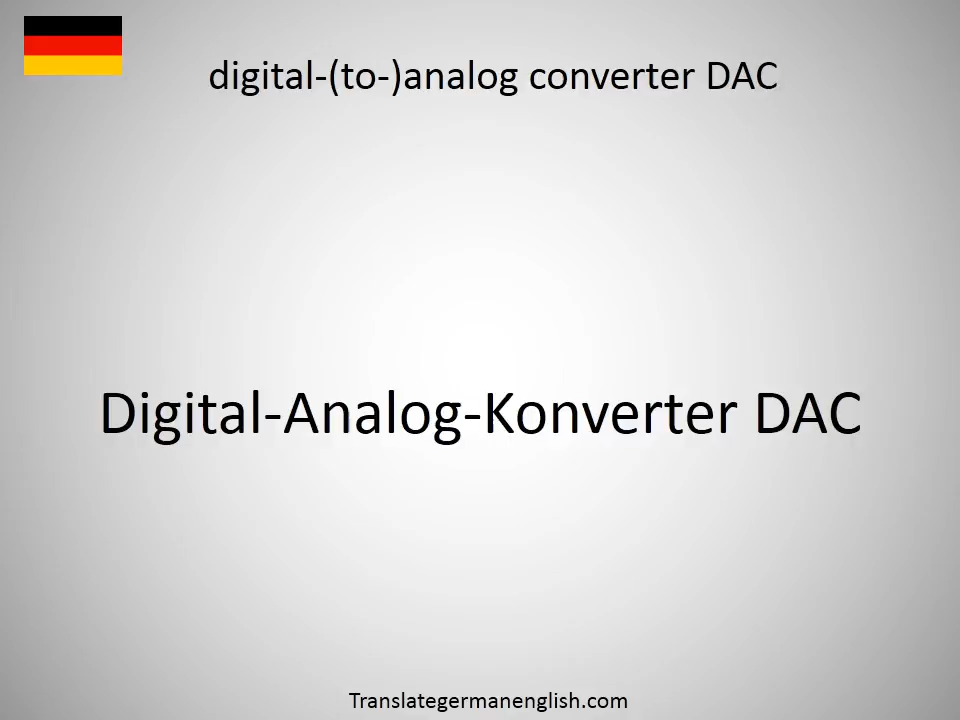 digital-(to-)analog converter DAC
Digital-Analog-Konverter DAC
Translategermanenglish.com